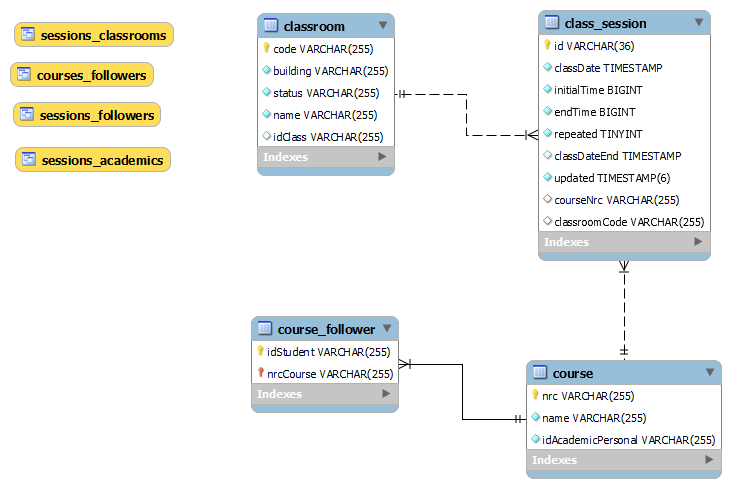 sessions_classrooms
courses_followers
sessions_followers
sessions_academics
classroom
code VARCHAR(255)
building VARCHAR(255)
status VARCHAR(255)
name VARCHAR(255)
idClass VARCHAR(255)
Indexes
class_session
id VARCHAR(36)
classDate TIMESTAMP
initialTime BIGINT
endTime BIGINT
repeated TINYINT
classDateEnd TIMESTAMP
updated TIMESTAMP(6)
courseNrc VARCHAR(255)
classroomCode VARCHAR(255)
Indexes
course_follower
idStudent VARCHAR(255)
nrcCourse VARCHAR(255)
Indexes
course
nrc VARCHAR(255)
name VARCHAR(255)
idAcademicPersonal VARCHAR(255)
Indexes